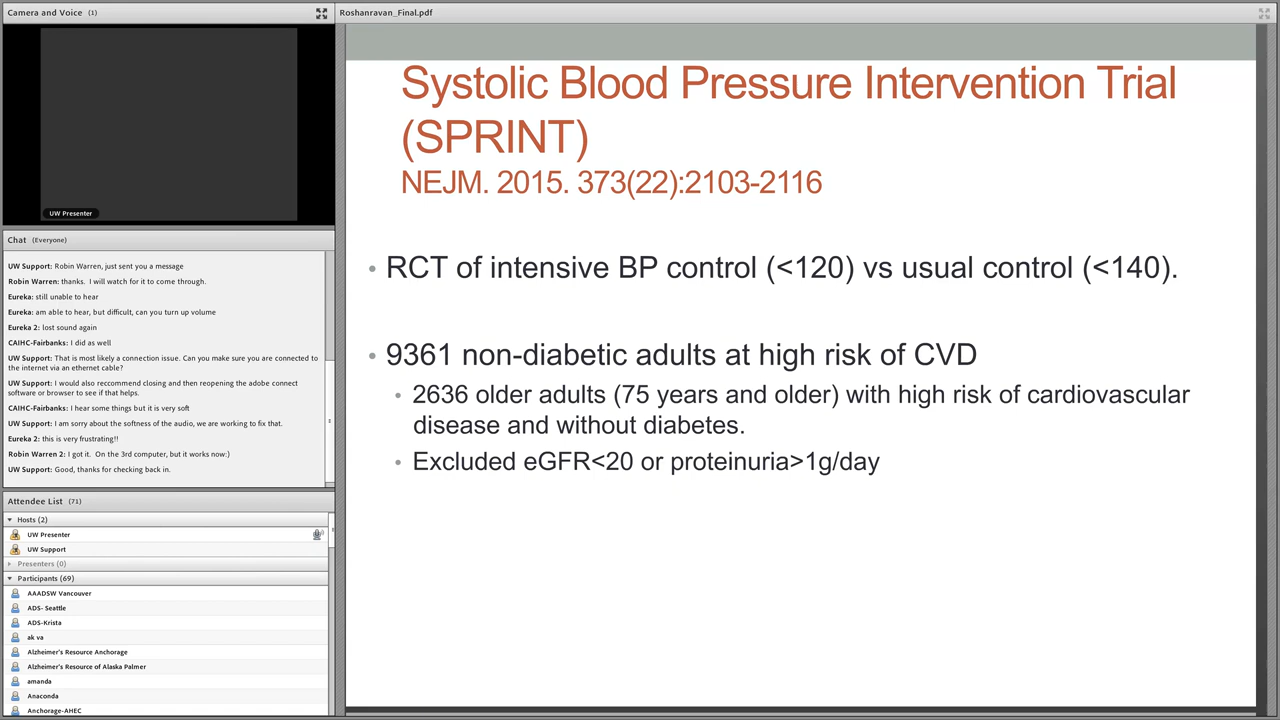 Camera and Voice (1)
UW Presenter
Chat (Everyone)
UW Support: Robin Warren, just sent you a message
Robin Warren: thanks. I will watch for it to come through.
Eureka: still unable to hear
Eureka: am able to hear, but difficult, can you turn up volume
Eureka 2: lost sound again
CAIHC-Fairbanks: I did as well
UW Support: That is most likely a connection issue. Can you make sure you are connected to
the internet via an ethernet cable?
UW Support: I would also reccommend closing and then reopening the adobe connect
software or browser to see if that helps.
CAIHC-Fairbanks: I hear some things but it is very soft
UW Support: I am sorry about the softness of the audio, we are working to fix that.
Eureka 2: this is very frustrating!!
Robin Warren 2: I got it. On the 3rd computer, but it works now:)
UW Support: Good, thanks for checking back in.
Attendee List (71)
Hosts (2)
UW Presenter
UW Support
Presenters (0)
Participants (69)
AAADSW Vancouver
ADS- Seattle
ADS-Krista
ak va
Alzheimer's Resource Anchorage
Alzheimer's Resource of Alaska Palmer
amanda
Anaconda
Anchorage-AHEC
Roshanravan_Final.pdf
Systolic Blood Pressure Intervention Trial
(SPRINT)
NEJM. 2015. 373(22):2103-2116
• RCT of intensive BP control (<120) vs usual control (<140).
• 9361 non-diabetic adults at high risk of CVD
• 2636 older adults (75 years and older) with high risk of cardiovascular
disease and without diabetes.
• Excluded eGFR<20 or proteinuria>1g/day